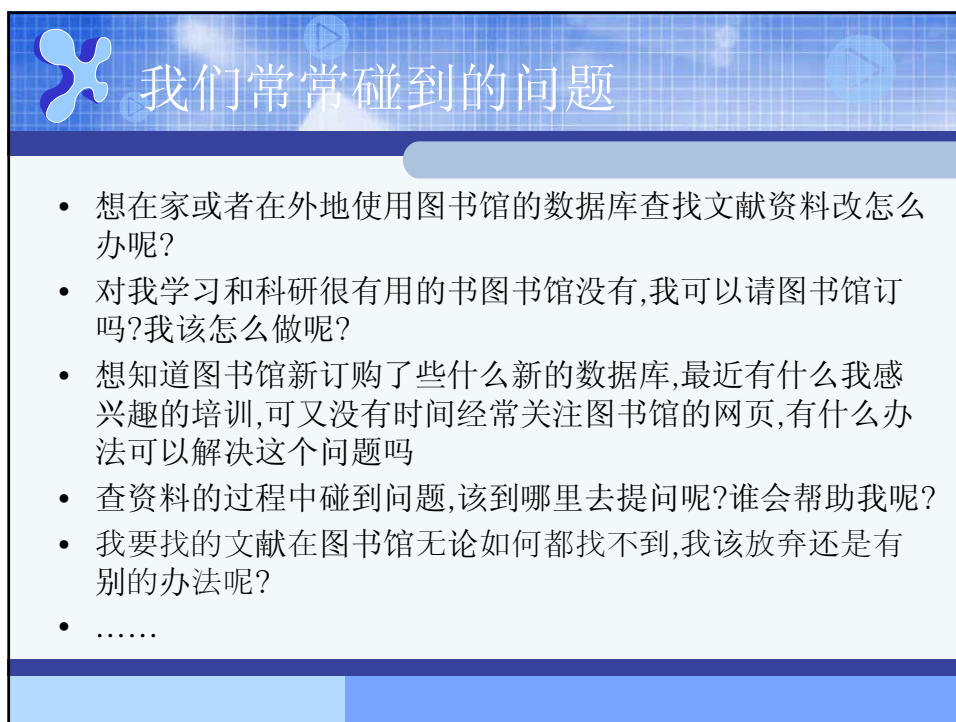 我们常常碰到的问题
• 想在家或者在外地使用图书馆的数据库查找文献资料改怎么
办呢?
• 对我学习和科研很有用的书图书馆没有,我可以请图书馆订
吗?我该怎么做呢?
• 想知道图书馆新订购了些什么新的数据库,最近有什么我感
兴趣的培训,可又没有时间经常关注图书馆的网页,有什么办
法可以解决这个问题吗
• 查资料的过程中碰到问题,该到哪里去提问呢?谁会帮助我呢?
• 我要找的文献在图书馆无论如何都找不到,我该放弃还是有
别的办法呢?
• ……